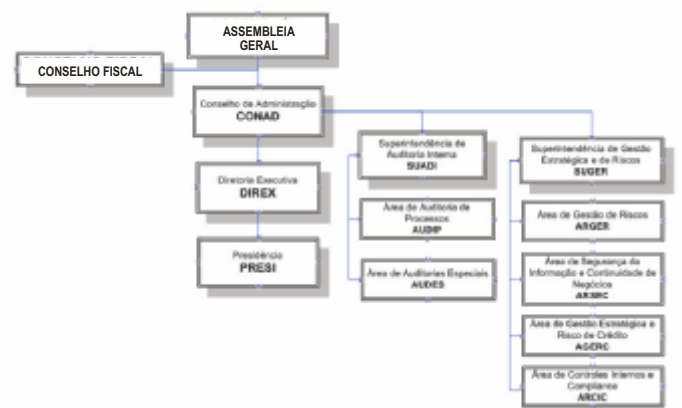 ASSEMBLEIA
GERAL
CONSELHO FISCAL
Conselho de Administração
CONAD
Diretoria Executiva
DIREX
Presidência
PRESI
Superintendência de
Auditoria Interna
SUADI
Área de Auditoria de
Processos
AUDIP
Área de Auditorias Especiais
AUDES
Superintendência de Gestão
Estratégica e de Riscos
SUGER
Área de Gestão de Riscos
ARGER
Área de Segurança da
Informação e Continuidade de
Negócios
ARSEC
Área de Gestão Estratégica e
Risco de Crédito
AGERC
Área de Controles Internos e
Compliance
ARCIC